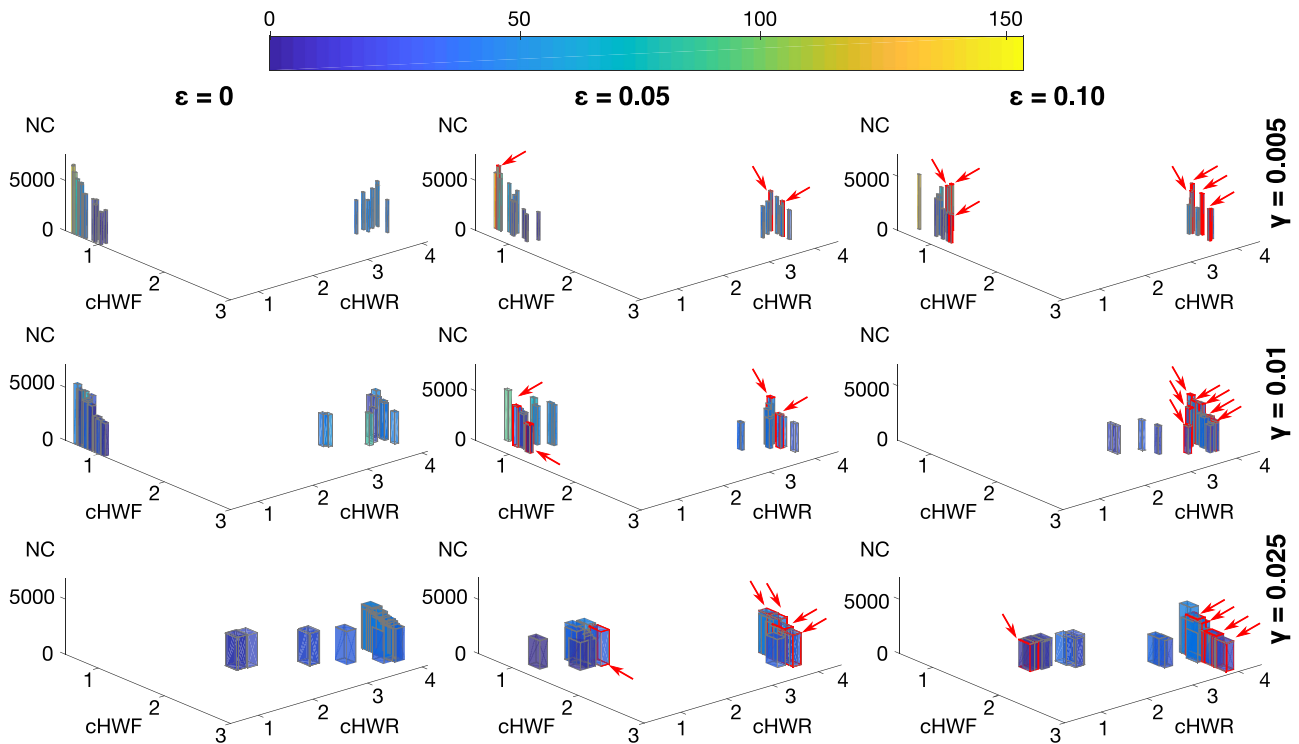 0 50 100 150
ε = 0 ε = 0.05 ε = 0.10
NC NC NC
5000 5000 5000
0 0 0
1 2 3 1 2 3 4
cHWF cHWR
1 2 3 1 2 3 4
cHWF cHWR
1 2 3 1 2 3 4
cHWF cHWR
γ = 0.005
NC NC NC
5000 5000 5000
0 0 0
1 2 3 1 2 3 4
cHWF cHWR
1 2 3 1 2 3 4
cHWF cHWR
1 2 3 1 2 3 4
cHWF cHWR
γ = 0.01
NC NC NC
5000 5000 5000
0 0 0
1 2 3 1 2 3 4
cHWF cHWR
1 2 3 1 2 3 4
cHWF cHWR
1 2 3 1 2 3 4
cHWF cHWR
γ = 0.025